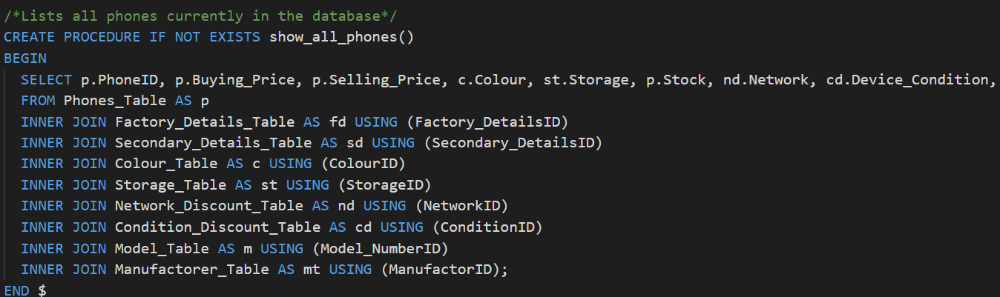 /*Lists all phones currently in the database*/
CREATE PROCEDURE IF NOT EXISTS show_all_phones()
BEGIN
SELECT p.PhoneID, p.Buying_Price, p.Selling_Price, c.Colour, st.Storage, p.Stock, nd.Network, cd.Device_Condition,
FROM Phones_Table AS p
INNER JOIN Factory_Details_Table AS fd USING (Factory_DetailsID)
INNER JOIN Secondary_Details_Table AS sd USING (Secondary_DetailsID)
INNER JOIN Colour_Table AS c USING (ColourID)
INNER JOIN Storage_Table AS st USING (StorageID)
INNER JOIN Network_Discount_Table AS nd USING (NetworkID)
INNER JOIN Condition_Discount_Table AS cd USING (ConditionID)
INNER JOIN Model_Table AS m USING (Model_NumberID)
INNER JOIN Manufactorer_Table AS mt USING (ManufactorID);
END $